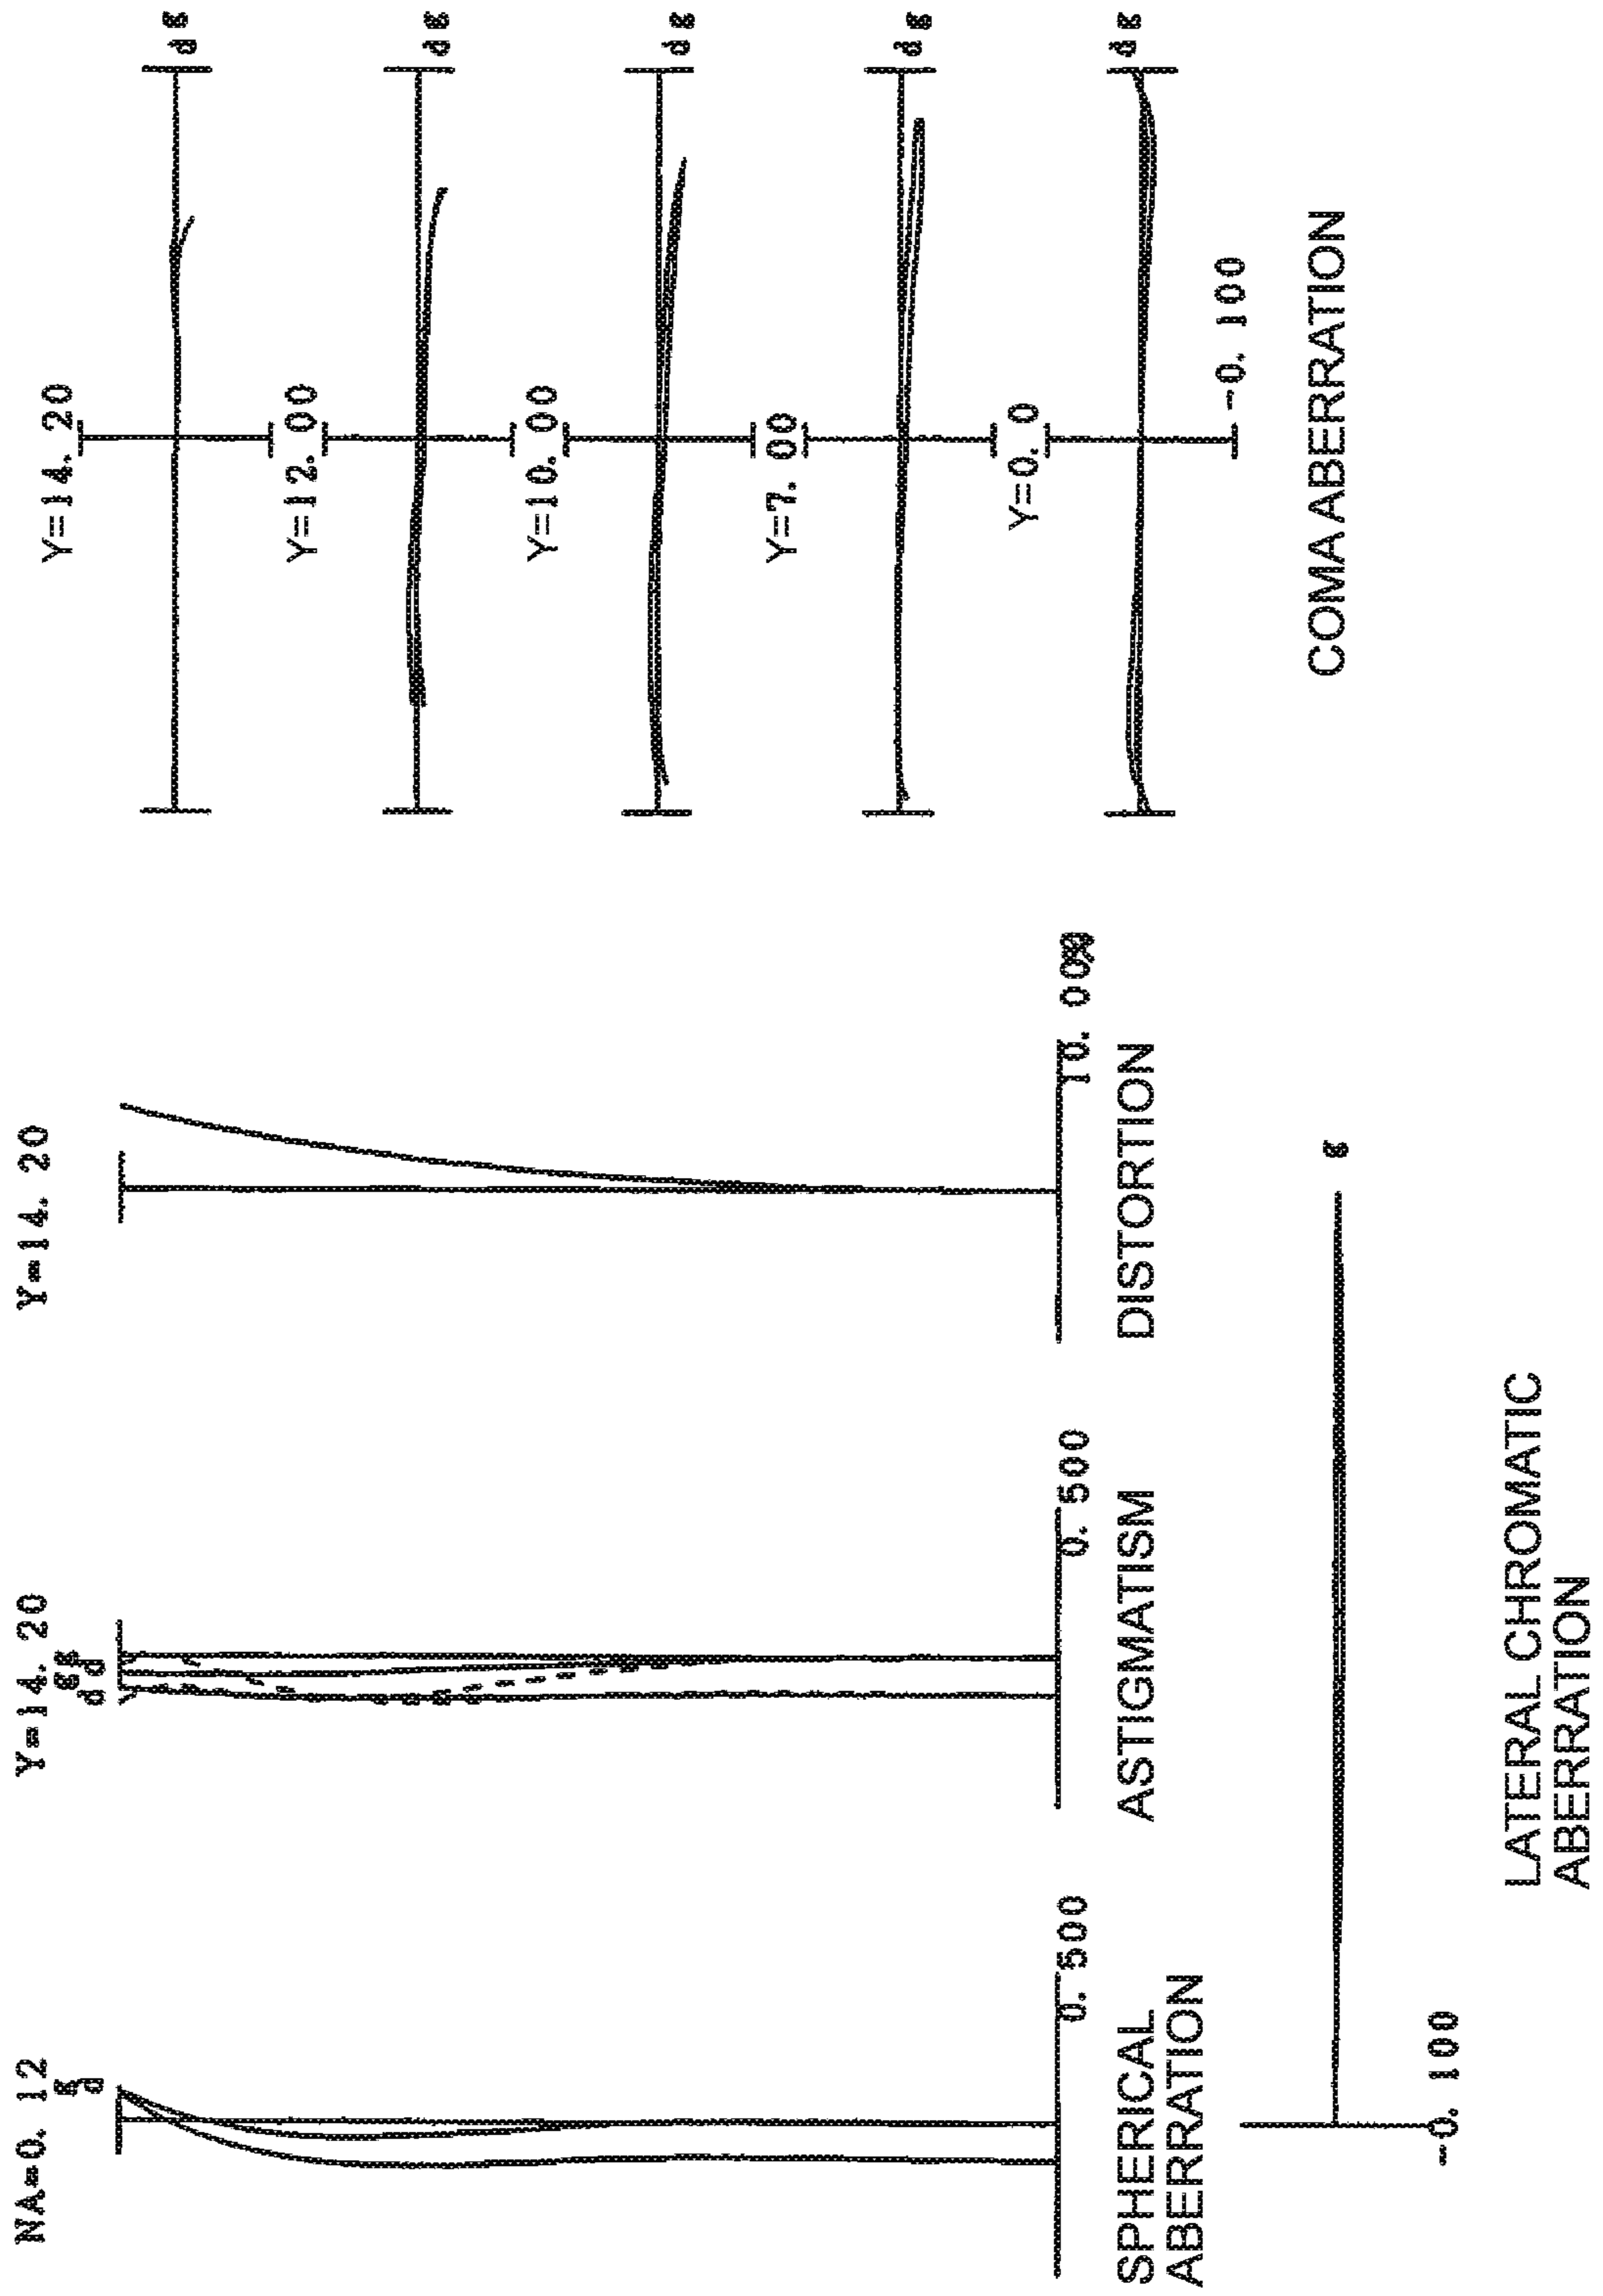 NA=0. 12
g
d
0. 500
SPHERICAL
ABERRATION
Y=14. 20
g g
d d
0. 500
ASTIGMATISM
Y=14. 20
10. 00%
DISTORTION
g
-0. 100
LATERAL CHROMATIC
ABERRATION
Y=14. 20
d g
Y=12. 00
d g
Y=10. 00
d g
Y=7. 00
d g
Y=0. 0
d g
-0. 100
COMA ABERRATION